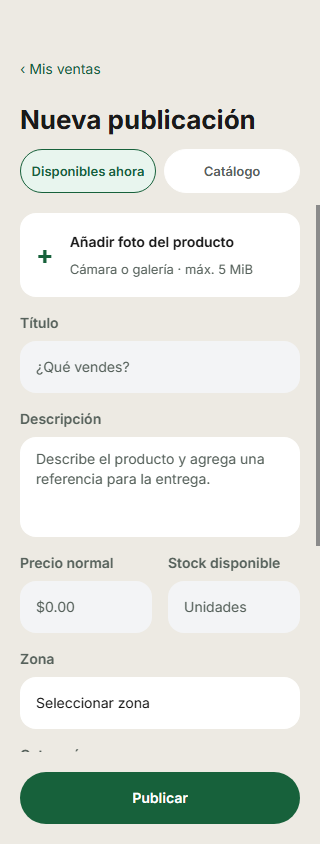 ‹ Mis ventas
Nueva publicación
Disponibles ahora
Catálogo
+
Añadir foto del producto
Cámara o galería · máx. 5 MiB
Título
¿Qué vendes?
Descripción
Describe el producto y agrega una
referencia para la entrega.
Precio normal
Stock disponible
$0.00
Unidades
Zona
Seleccionar zona
Publicar